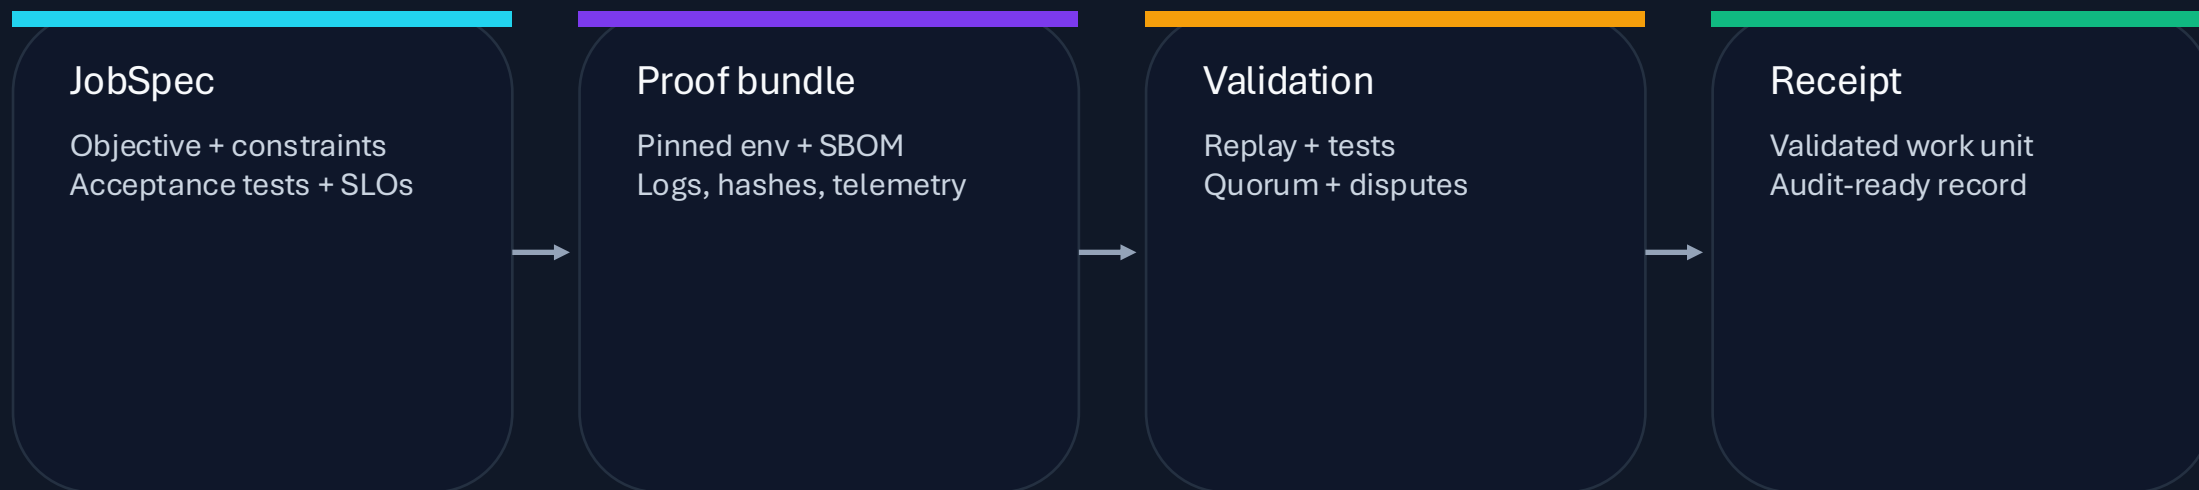 JobSpec
Objective + constraints
Acceptance tests + SLOs
Proof bundle
Pinned env + SBOM
Logs, hashes, telemetry
Validation
Replay + tests
Quorum + disputes
Receipt
Validated work unit
Audit-ready record